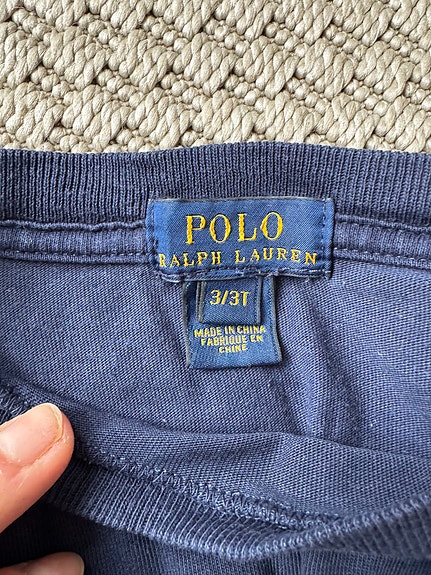 POLO
RALPH LAUREN
3/3T
MADE IN CHINA
FABRIQUE EN
CHINE